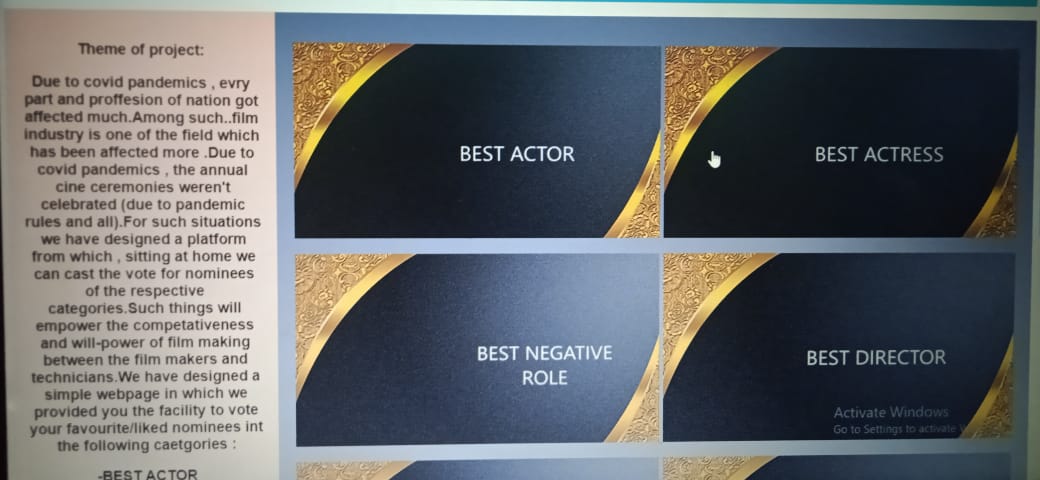 Theme of project:
Due to covid pandemics , evry
part and proffesion of nation got
affected much.Among such..film
industry is one of the field which
has been affected more .Due to
covid pandemics , the annual
cine ceremonies weren't
celebrated (due to pandemic
rules and all).For such situations
we have designed a platform
from which , sitting at home we
can cast the vote for nominees
of the respective
categories.Such things will
empower the competativeness
and will-power of film making
between the film makers and
technicians.We have designed a
simple webpage in which we
provided you the facility to vote
your favourite/liked nominees int
the following caetgories :
-BEST ACTOR
BEST ACTOR
BEST ACTRESS
BEST NEGATIVE
ROLE
BEST DIRECTOR
Activate Windows
Go to Settings to activate